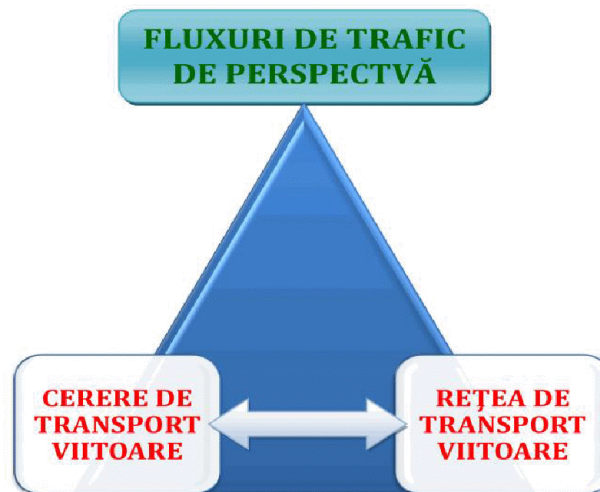 FLUXURI DE TRAFIC
DE PERSPECTVĂ
CERERE DE
TRANSPORT
VIITOARE
REŢEA DE
TRANSPORT
VIITOARE